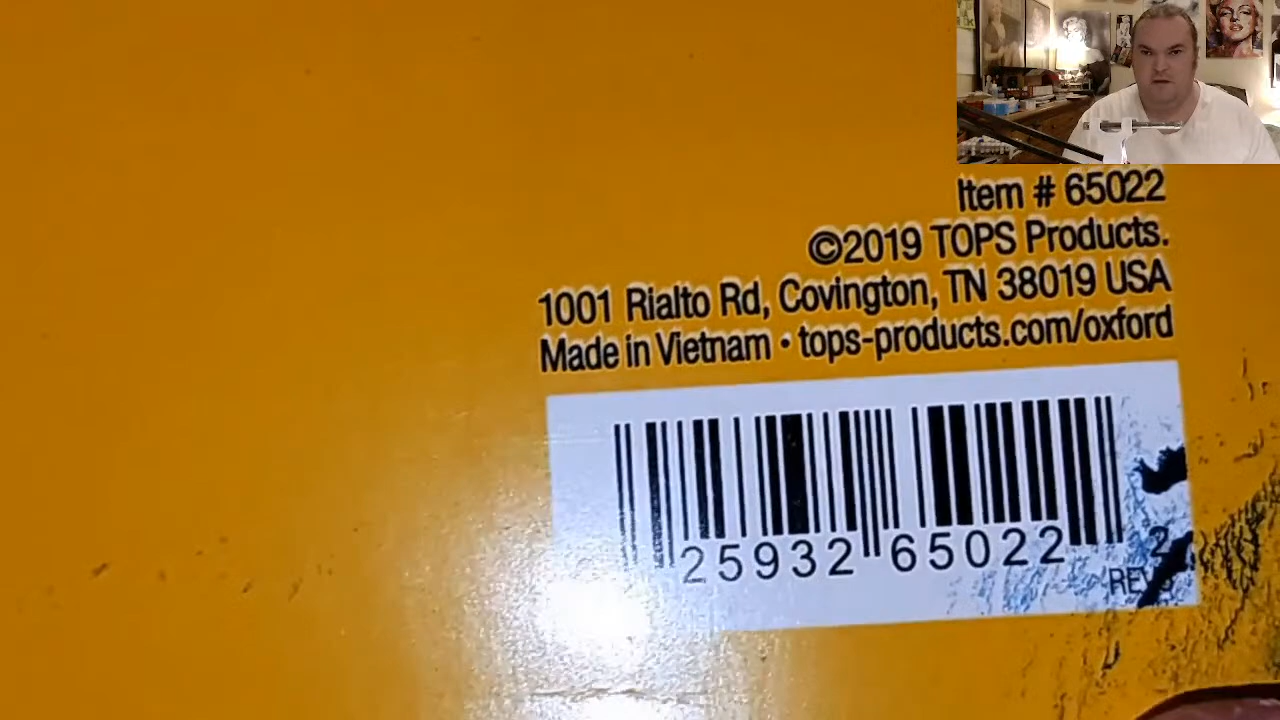 Item # 65022
©2019 TOPS Products.
1001 Rialto Rd, Covington, TN 38019 USA
Made in Vietnam • tops-products.com/oxford
25932 65022 2